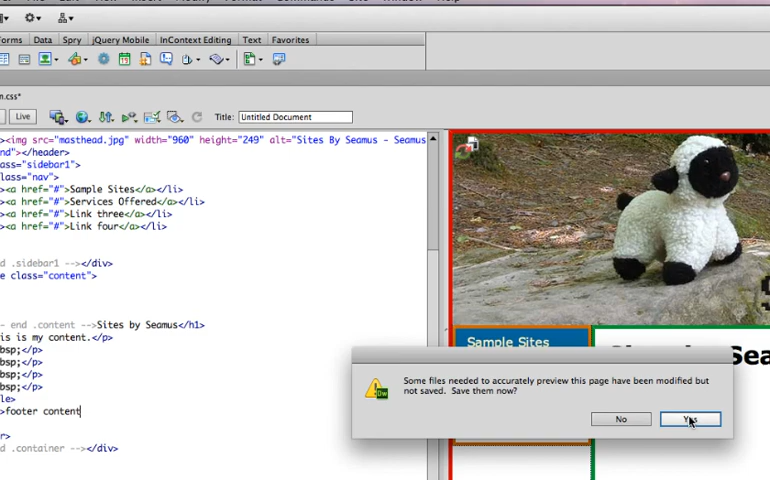 Forms Data Spry jQuery Mobile InContext Editing Text Favorites
n.css*
Live Title: Untitled Document
><img src="masthead.jpg" width="960" height="249" alt="Sites By Seamus - Seamus
nd"></header>
ass="sidebar1">
class="nav">
><a href="#">Sample Sites</a></li>
><a href="#">Services Offered</a></li>
><a href="#">Link three</a></li>
><a href="#">Link four</a></li>
d .sidebar1 --></div>
e class="content">
- end .content -->Sites by Seamus</h1>
is is my content.</p>
bsp;</p>
bsp;</p>
bsp;</p>
bsp;</p>
le>
>footer content
r>
d .container --></div>
Sample Sites
Sea
Some files needed to accurately preview this page have been modified but
not saved. Save them now?
Dw
No Yes